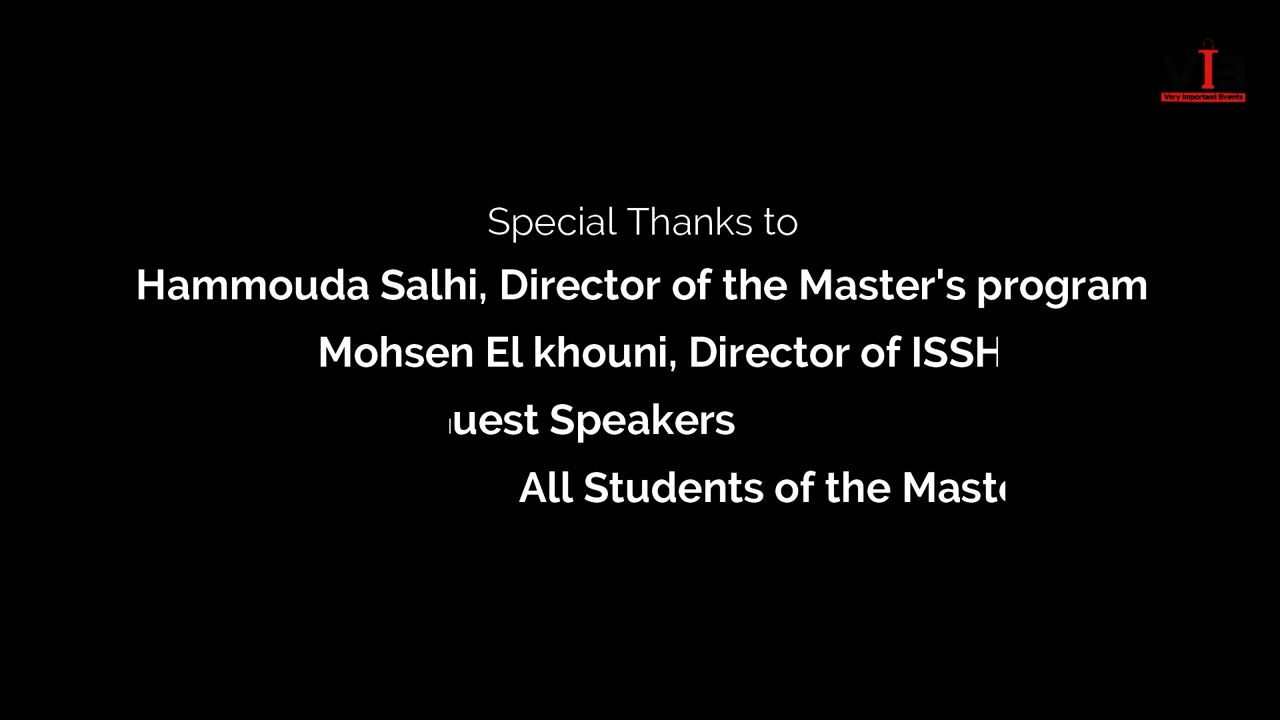 VIE
Very Important Events
Special Thanks to
Hammouda Salhi, Director of the Master's program
Mohsen El khouni, Director of ISSH
uest Speakers
All Students of the Mast